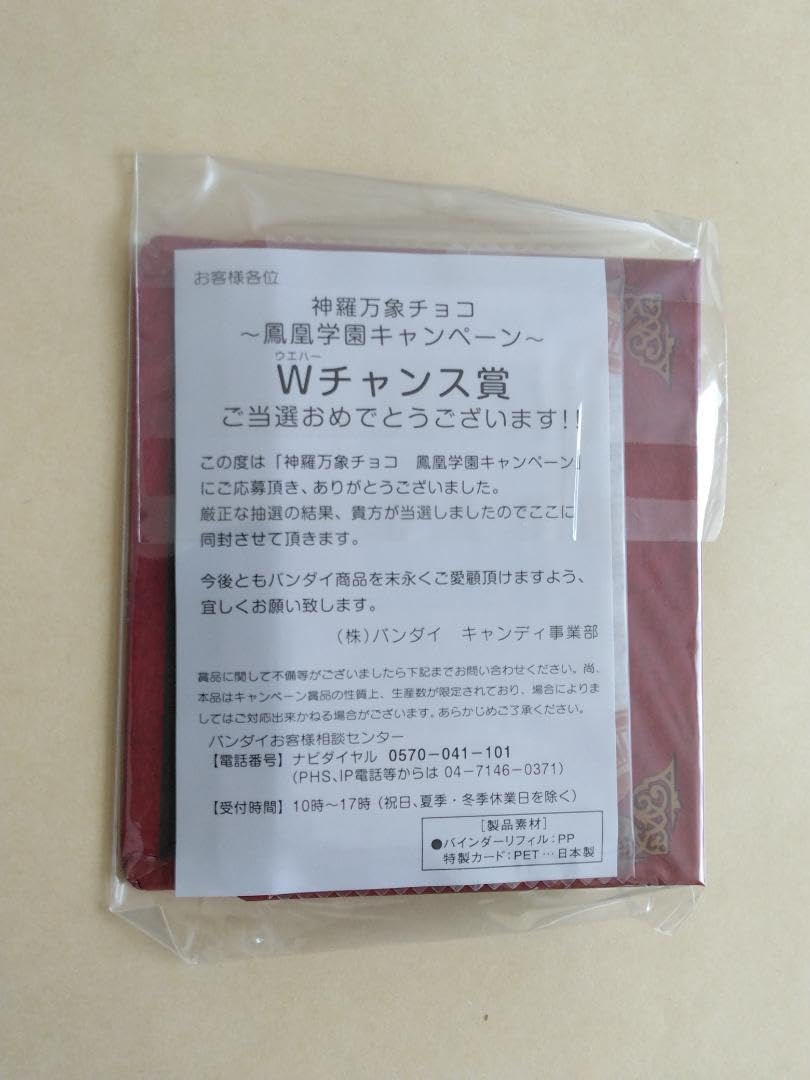 お客様各位
神羅万象チョコ
～鳳凰学園キャンペーン～
ウエハー
Wチャンス賞
ご当選おめでとうございます!!
この度は「神羅万象チョコ　鳳凰学園キャンペーン」
にご応募頂き、ありがとうございました。
厳正な抽選の結果、貴方が当選しましたのでここに
同封させて頂きます。
今後ともバンダイ商品を末永くご愛顧頂けますよう、
宜しくお願い致します。
（株）バンダイ　キャンディ事業部
賞品に関して不備等がございましたら下記までお問い合わせください。尚、
本品はキャンペーン賞品の性質上、生産数が限定されており、場合によりま
してはご対応出来かねる場合がございます。あらかじめご了承ください。
バンダイお客様相談センター
【電話番号】ナビダイヤル 0570−041−101
（PHS、IP電話等からは 04−7146−0371）
【受付時間】10時～17時（祝日、夏季・冬季休業日を除く）
［製品素材］
●バインダーリフィル：PP
特製カード：PET…日本製